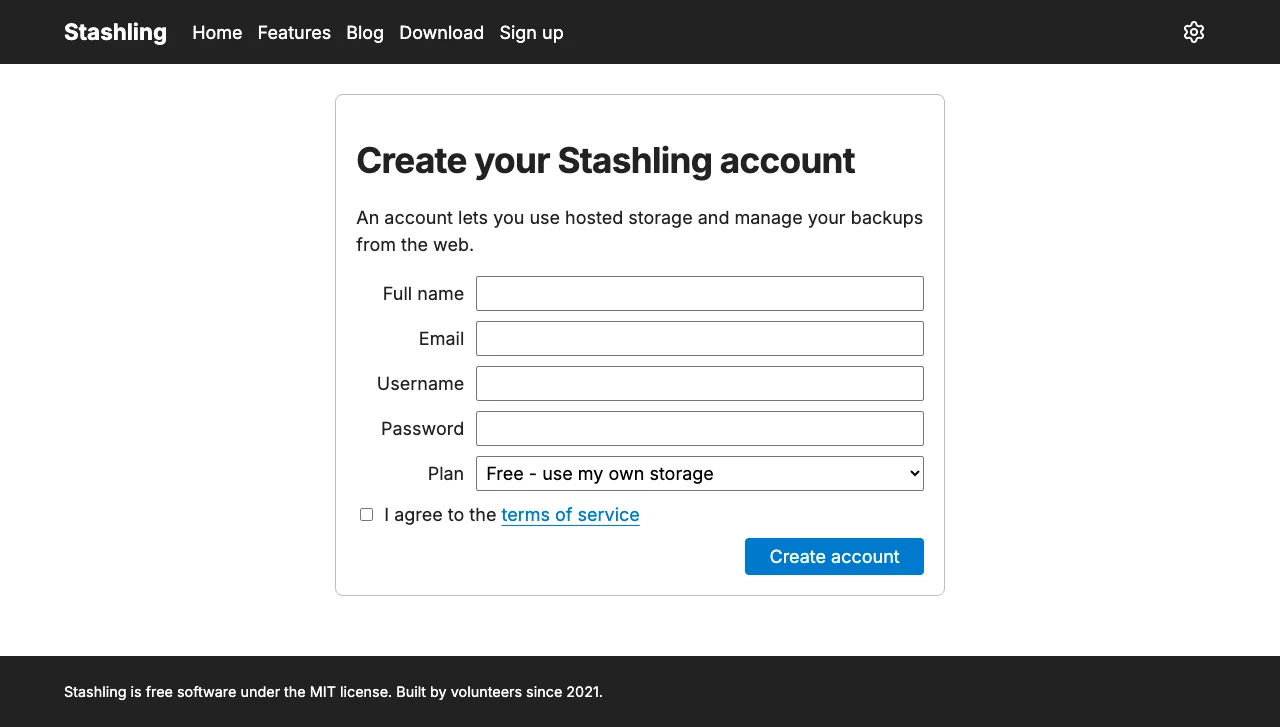 Stashling Home Features Blog Download Sign up
Create your Stashling account
An account lets you use hosted storage and manage your backups
from the web.
Full name
Email
Username
Password
Plan Free - use my own storage
I agree to the terms of service
Create account
Stashling is free software under the MIT license. Built by volunteers since 2021.